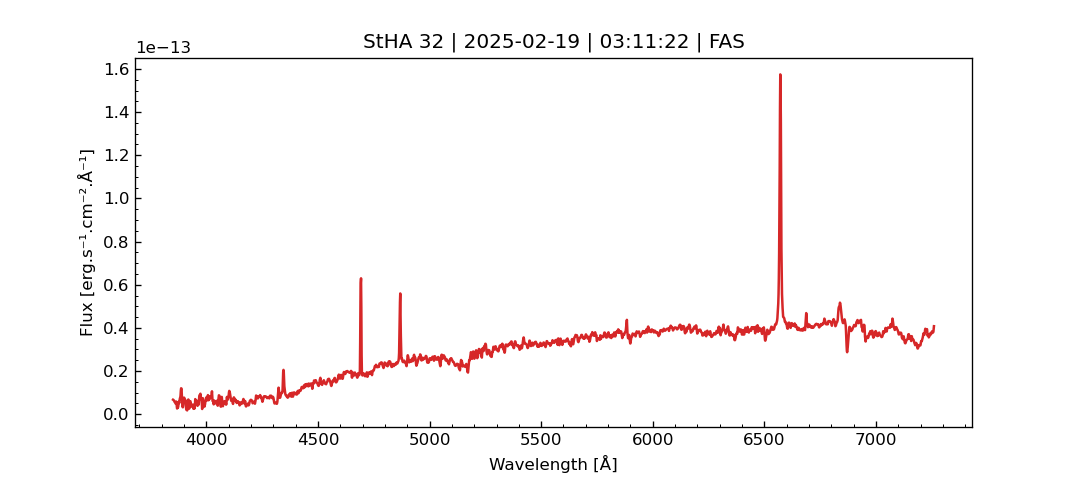 StHA 32 | 2025-02-19 | 03:11:22 | FAS
1e−13
1.6
1.4
1.2
1.0
0.8
0.6
0.4
0.2
0.0
Flux [erg.s⁻¹.cm⁻².Å⁻¹]
4000 4500 5000 5500 6000 6500 7000
Wavelength [Å]